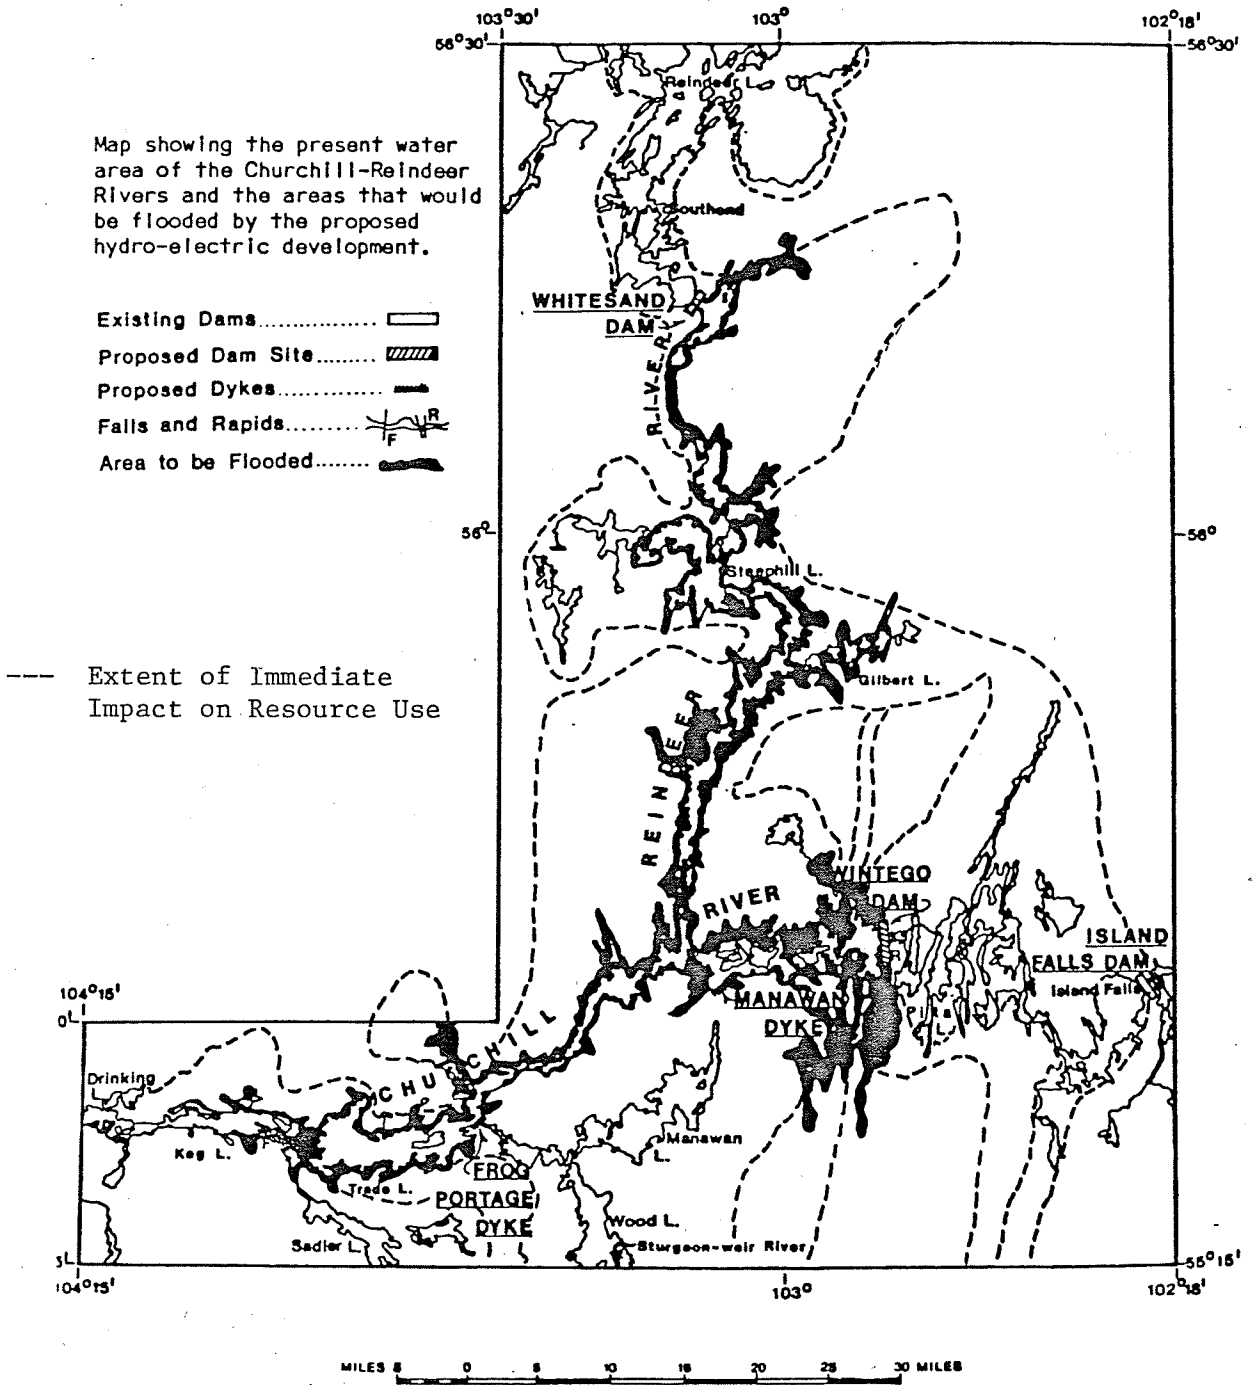 103°30' 103° 102°18'
56°30' 56°30'
Reindeer L.
Map showing the present water
area of the Churchill-Reindeer
Rivers and the areas that would
be flooded by the proposed
hydro-electric development.
Southend
WHITESAND
DAM
Existing Dams................
Proposed Dam Site.........
Proposed Dykes..............
Falls and Rapids.........
F R
Area to be Flooded........
RIVER
56° 56°
Steephill L.
--- Extent of Immediate
Impact on Resource Use
Gilbert L.
REINDEER
RIVER
WINTEGO
DAM
R
ISLAND
FALLS DAM
Island Falls
MANAWAN
DYKE
104°15'
CHURCHILL
Drinking
Keg L.
Manawan
L.
Trade L.
FROG
PORTAGE
DYKE
Wood L.
Sadler L.
Sturgeon-weir River
55°15'
104°15' 103° 102°18'
MILES 5 0 5 10 15 20 25 30 MILES